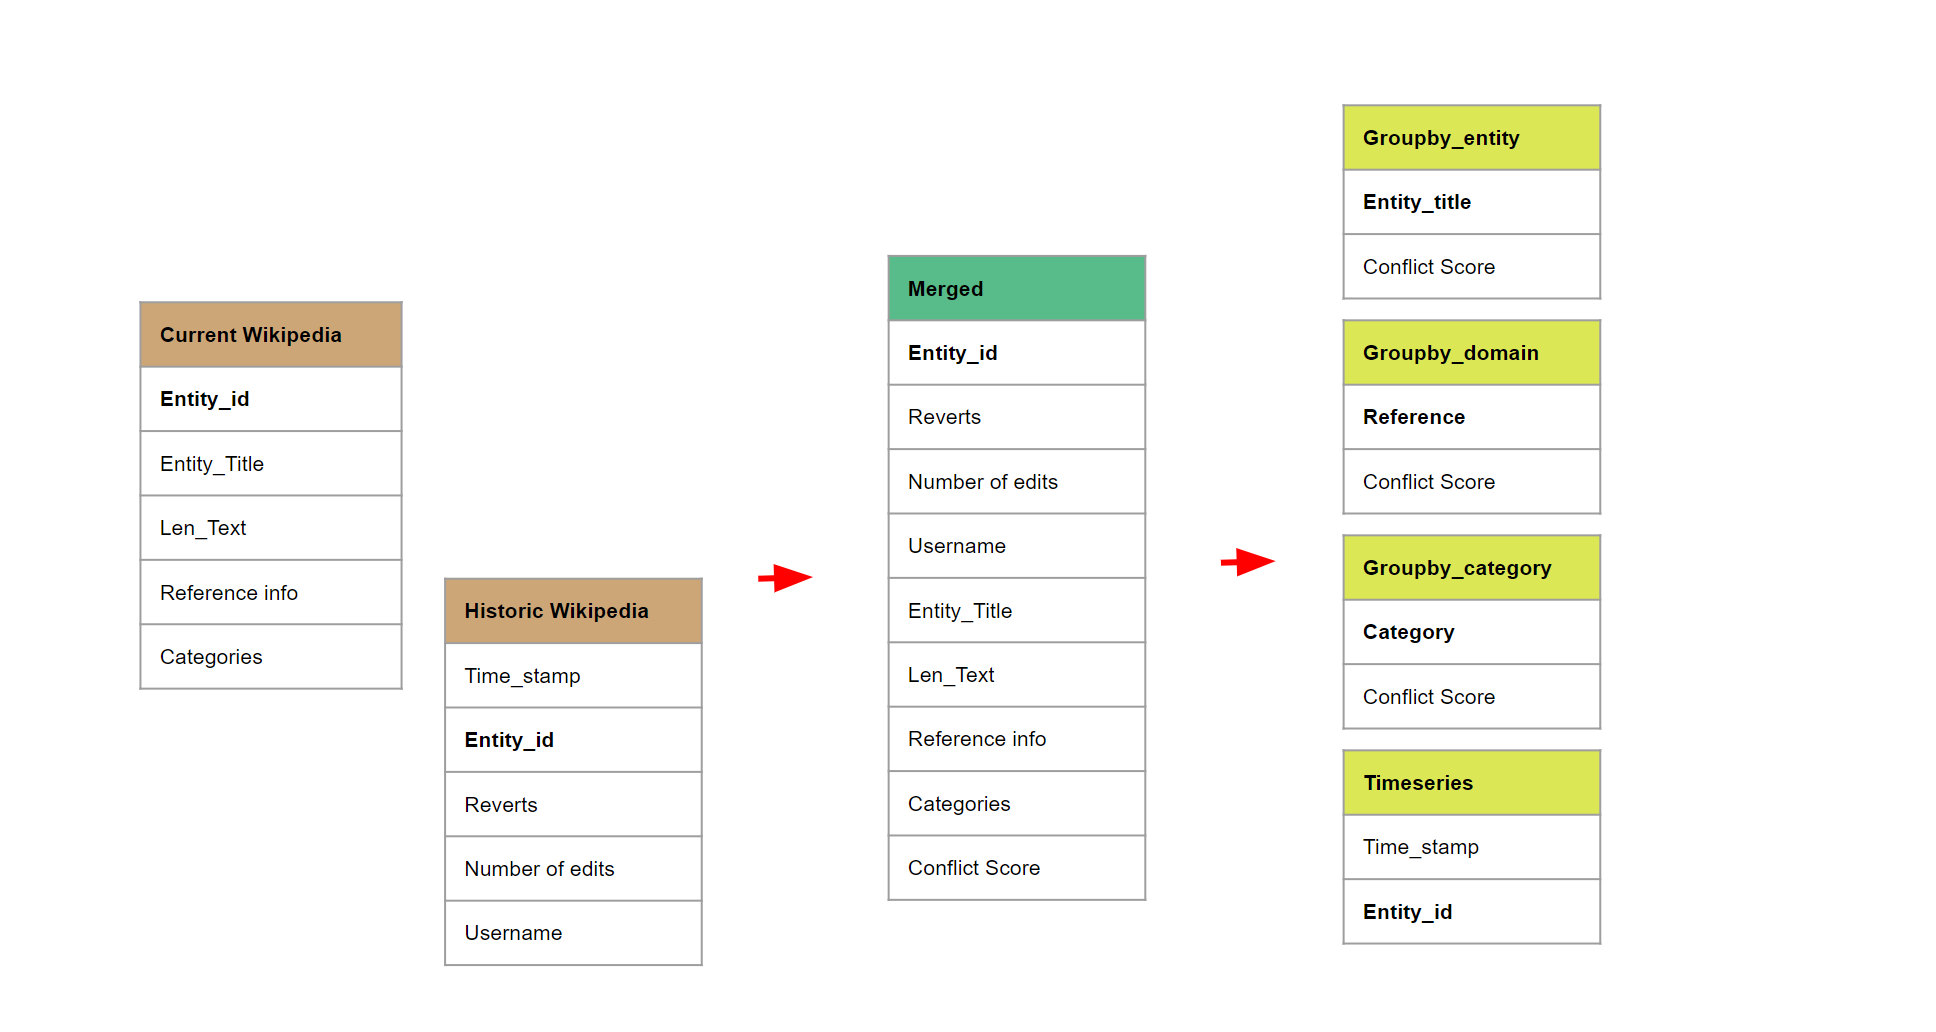 Current Wikipedia
Entity_id
Entity_Title
Len_Text
Reference info
Categories
Historic Wikipedia
Time_stamp
Entity_id
Reverts
Number of edits
Username
Merged
Entity_id
Reverts
Number of edits
Username
Entity_Title
Len_Text
Reference info
Categories
Conflict Score
Groupby_entity
Entity_title
Conflict Score
Groupby_domain
Reference
Conflict Score
Groupby_category
Category
Conflict Score
Timeseries
Time_stamp
Entity_id